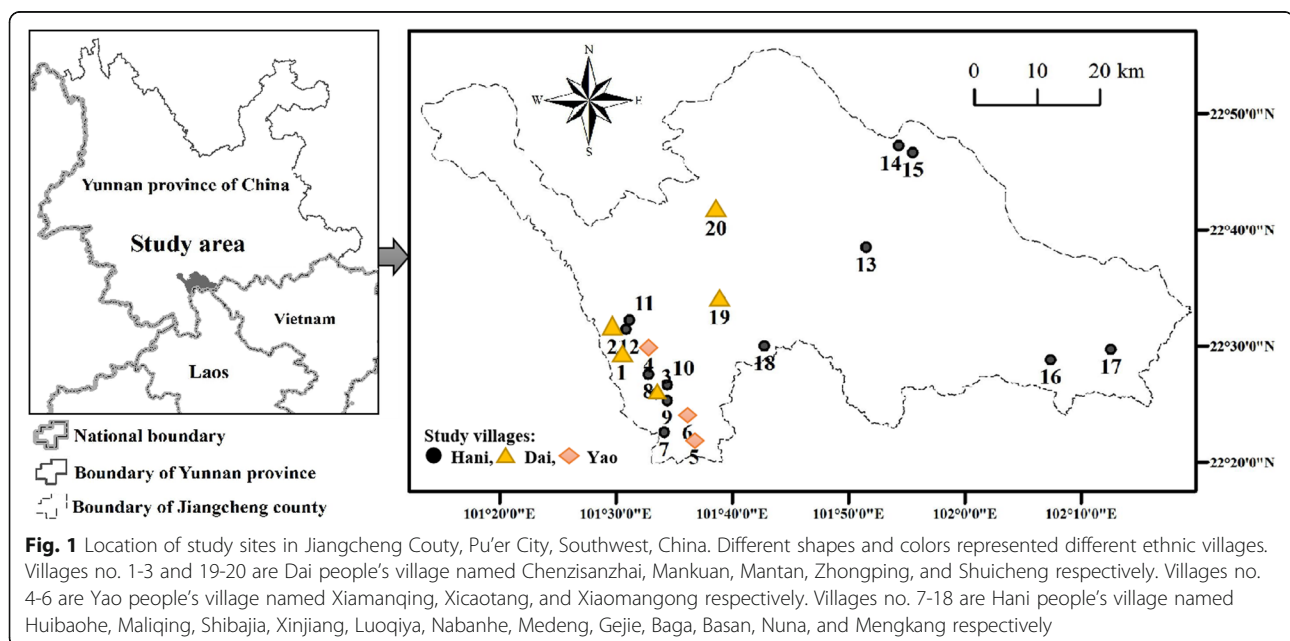 Yunnan province of China
Study area
Vietnam
Laos
National boundary
Boundary of Yunnan province
Boundary of Jiangcheng county
N
W E
S
0 10 20 km
22°50'0"N
22°40'0"N
22°30'0"N
22°20'0"N
14 15
20
13
19
11
2 12
1
4
18
16
17
3 10
8
9
6
7
5
Study villages:
Hani, Dai, Yao
101°20'0"E 101°30'0"E 101°40'0"E 101°50'0"E 102°0'0"E 102°10'0"E
Fig. 1 Location of study sites in Jiangcheng Couty, Pu'er City, Southwest, China. Different shapes and colors represented different ethnic villages.
Villages no. 1-3 and 19-20 are Dai people's village named Chenzisanzhai, Mankuan, Mantan, Zhongping, and Shuicheng respectively. Villages no.
4-6 are Yao people's village named Xiamanqing, Xicaotang, and Xiaomangong respectively. Villages no. 7-18 are Hani people's village named
Huibaohe, Maliqing, Shibajia, Xinjiang, Luoqiya, Nabanhe, Medeng, Gejie, Baga, Basan, Nuna, and Mengkang respectively